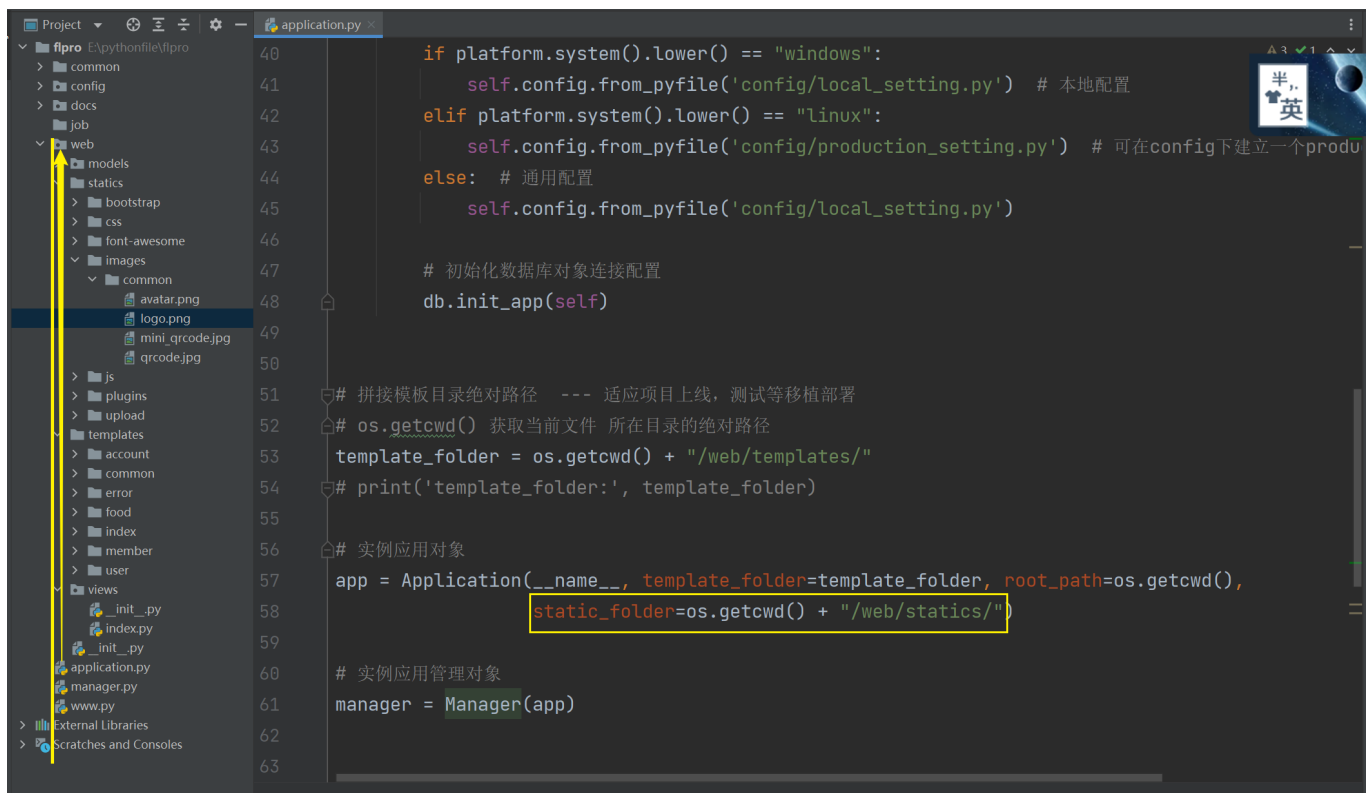 Project
application.py
flpro E:\pythonfile\flpro
common
config
docs
job
web
models
statics
bootstrap
css
font-awesome
images
common
avatar.png
logo.png
mini_qrcode.jpg
qrcode.jpg
js
plugins
upload
templates
account
common
error
food
index
member
user
views
__init__.py
index.py
__init__.py
application.py
manager.py
www.py
External Libraries
Scratches and Consoles
3 1
半,
英
40 if platform.system().lower() == "windows":
41 self.config.from_pyfile('config/local_setting.py') # 本地配置
42 elif platform.system().lower() == "linux":
43 self.config.from_pyfile('config/production_setting.py') # 可在config下建立一个produ
44 else: # 通用配置
45 self.config.from_pyfile('config/local_setting.py')
46
47 # 初始化数据库对象连接配置
48 db.init_app(self)
49
50
51 # 拼接模板目录绝对路径 --- 适应项目上线，测试等移植部署
52 # os.getcwd() 获取当前文件 所在目录的绝对路径
53 template_folder = os.getcwd() + "/web/templates/"
54 # print('template_folder:', template_folder)
55
56 # 实例应用对象
57 app = Application(__name__, template_folder=template_folder, root_path=os.getcwd(),
58 static_folder=os.getcwd() + "/web/statics/")
59
60 # 实例应用管理对象
61 manager = Manager(app)
62
63